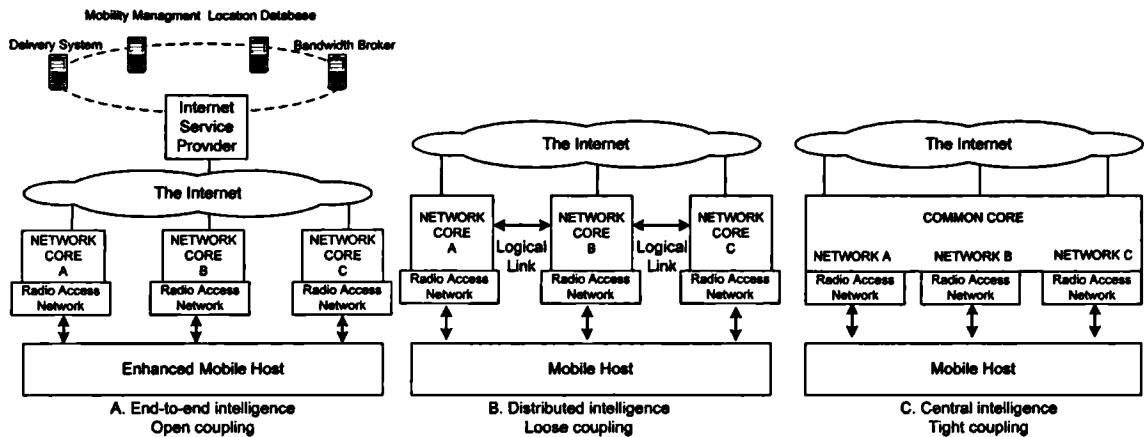 Mobility Managment Location Database
Delivery System
Bandwidth Broker
Internet
Service
Provider
The Internet
NETWORK
CORE
A
NETWORK
CORE
B
NETWORK
CORE
C
Radio Access
Network
Radio Access
Network
Radio Access
Network
Enhanced Mobile Host
A. End-to-end intelligence
Open coupling
The Internet
NETWORK
CORE
A
Logical
Link
NETWORK
CORE
B
Logical
Link
NETWORK
CORE
C
Radio Access
Network
Radio Access
Network
Radio Access
Network
Mobile Host
B. Distributed intelligence
Loose coupling
The Internet
COMMON CORE
NETWORK A
NETWORK B
NETWORK C
Radio Access
Network
Radio Access
Network
Radio Access
Network
Mobile Host
C. Central intelligence
Tight coupling